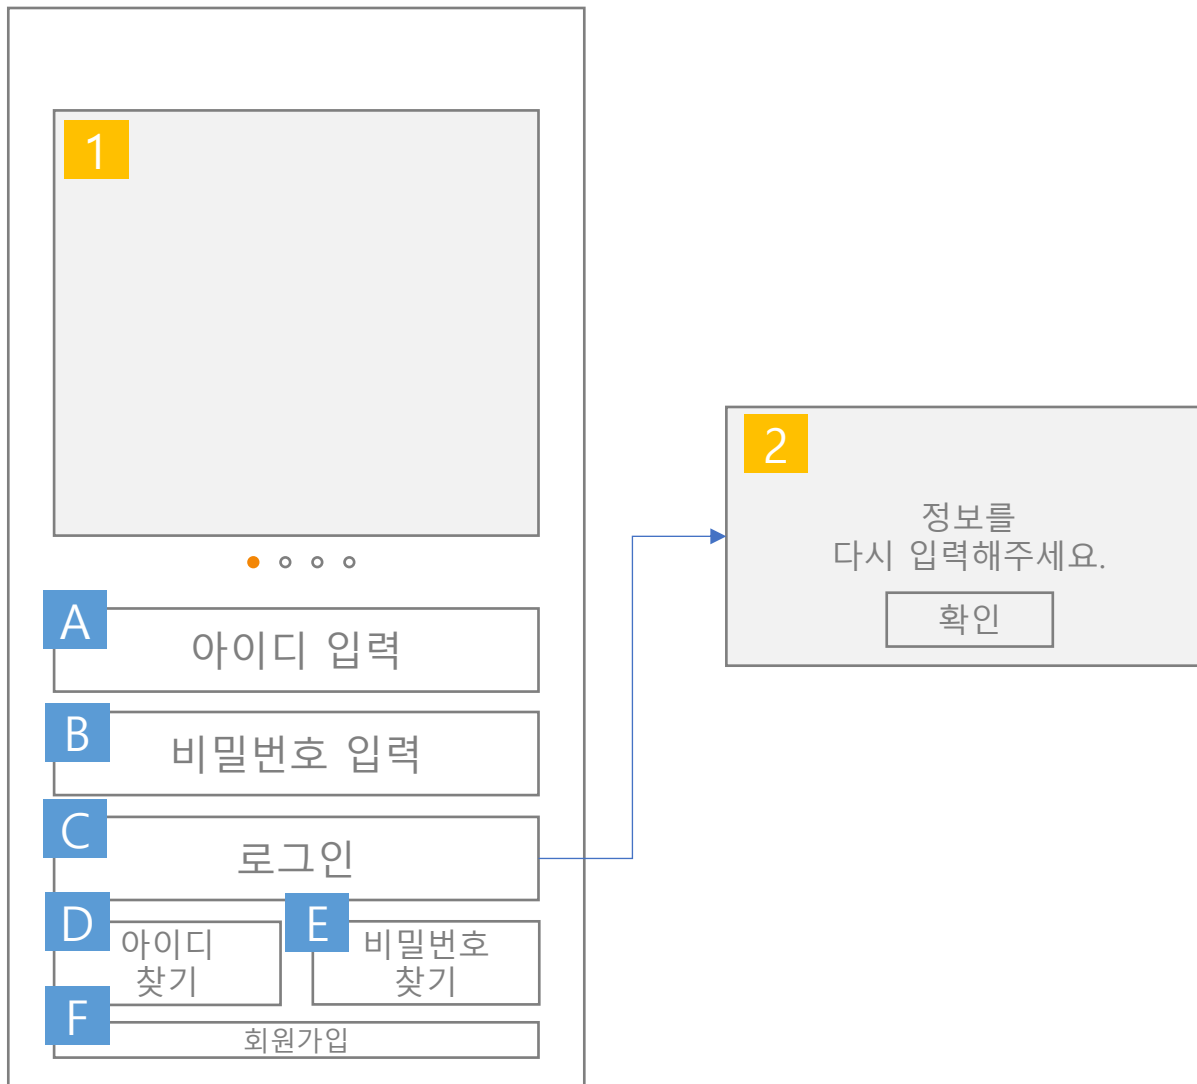 1
A
아이디 입력
B
비밀번호 입력
C
로그인
D
아이디
찾기
E
비밀번호
찾기
F
회원가입
2
정보를
다시 입력해주세요.
확인